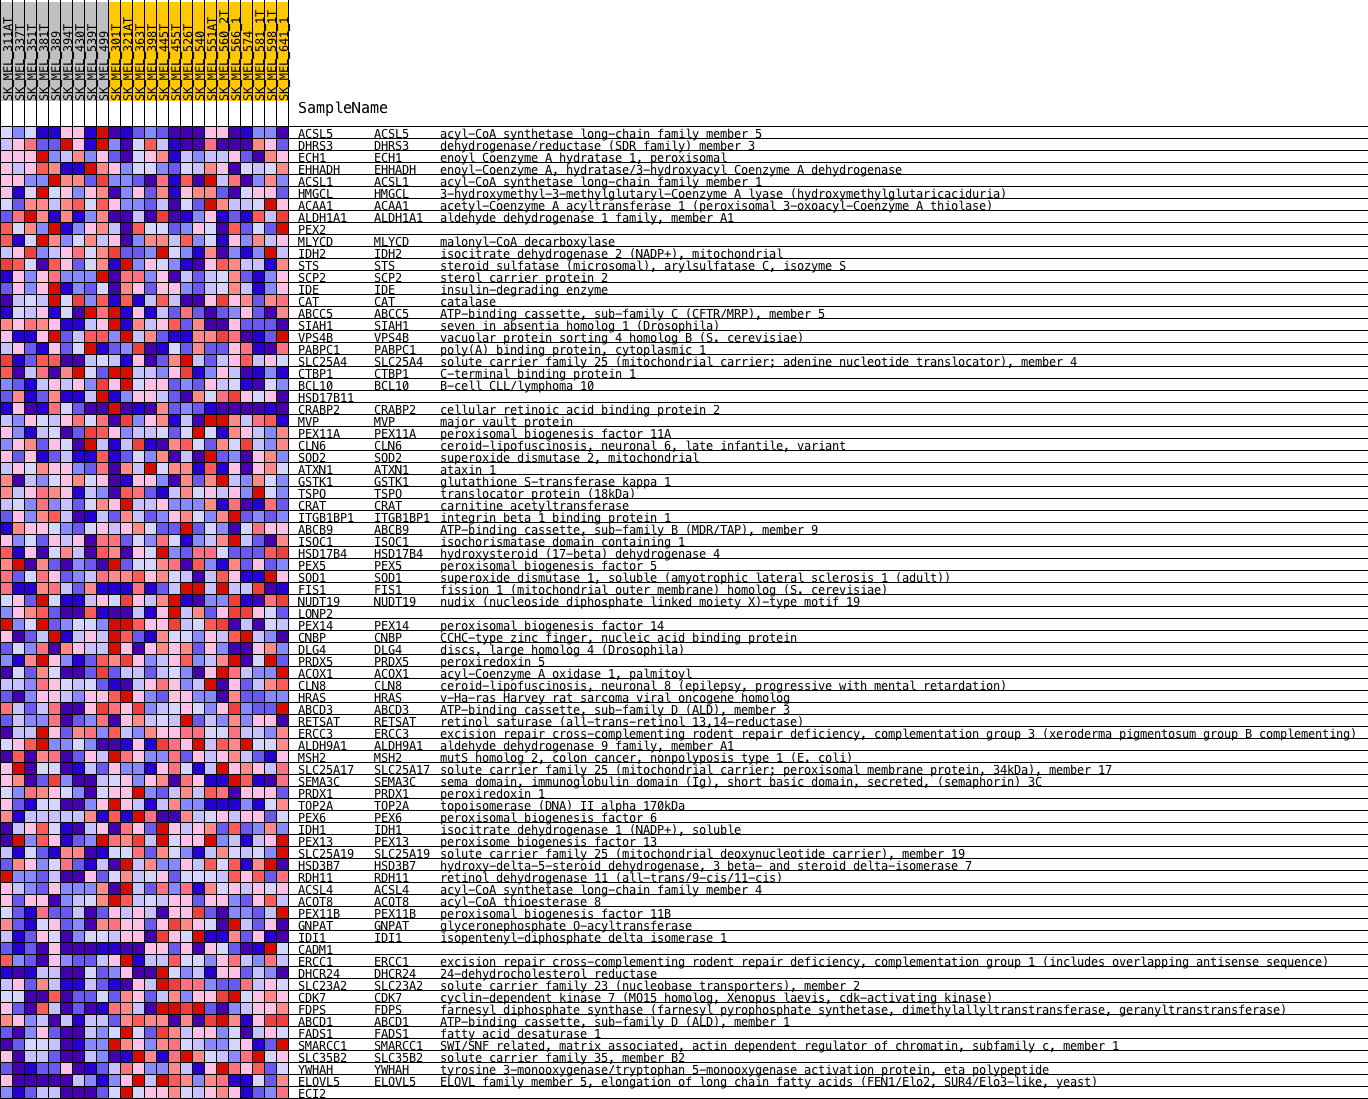 SK_MEL_311AT
SK_MEL_337T
SK_MEL_351T
SK_MEL_381T
SK_MEL_389
SK_MEL_394T
SK_MEL_430T
SK_MEL_539T
SK_MEL_499
SK_MEL_301T
SK_MEL_321AT
SK_MEL_363T
SK_MEL_398T
SK_MEL_445T
SK_MEL_455T
SK_MEL_526T
SK_MEL_540
SK_MEL_551AT
SK_MEL_560_2T
SK_MEL_566_1
SK_MEL_574
SK_MEL_581_1T
SK_MEL_598_1T
SK_MEL_641_1
SampleName
ACSL5 ACSL5 acyl-CoA synthetase long-chain family member 5
DHRS3 DHRS3 dehydrogenase/reductase (SDR family) member 3
ECH1 ECH1 enoyl Coenzyme A hydratase 1, peroxisomal
EHHADH EHHADH enoyl-Coenzyme A, hydratase/3-hydroxyacyl Coenzyme A dehydrogenase
ACSL1 ACSL1 acyl-CoA synthetase long-chain family member 1
HMGCL HMGCL 3-hydroxymethyl-3-methylglutaryl-Coenzyme A lyase (hydroxymethylglutaricaciduria)
ACAA1 ACAA1 acetyl-Coenzyme A acyltransferase 1 (peroxisomal 3-oxoacyl-Coenzyme A thiolase)
ALDH1A1 ALDH1A1 aldehyde dehydrogenase 1 family, member A1
PEX2
MLYCD MLYCD malonyl-CoA decarboxylase
IDH2 IDH2 isocitrate dehydrogenase 2 (NADP+), mitochondrial
STS STS steroid sulfatase (microsomal), arylsulfatase C, isozyme S
SCP2 SCP2 sterol carrier protein 2
IDE IDE insulin-degrading enzyme
CAT CAT catalase
ABCC5 ABCC5 ATP-binding cassette, sub-family C (CFTR/MRP), member 5
SIAH1 SIAH1 seven in absentia homolog 1 (Drosophila)
VPS4B VPS4B vacuolar protein sorting 4 homolog B (S. cerevisiae)
PABPC1 PABPC1 poly(A) binding protein, cytoplasmic 1
SLC25A4 SLC25A4 solute carrier family 25 (mitochondrial carrier; adenine nucleotide translocator), member 4
CTBP1 CTBP1 C-terminal binding protein 1
BCL10 BCL10 B-cell CLL/lymphoma 10
HSD17B11
CRABP2 CRABP2 cellular retinoic acid binding protein 2
MVP MVP major vault protein
PEX11A PEX11A peroxisomal biogenesis factor 11A
CLN6 CLN6 ceroid-lipofuscinosis, neuronal 6, late infantile, variant
SOD2 SOD2 superoxide dismutase 2, mitochondrial
ATXN1 ATXN1 ataxin 1
GSTK1 GSTK1 glutathione S-transferase kappa 1
TSPO TSPO translocator protein (18kDa)
CRAT CRAT carnitine acetyltransferase
ITGB1BP1 ITGB1BP1 integrin beta 1 binding protein 1
ABCB9 ABCB9 ATP-binding cassette, sub-family B (MDR/TAP), member 9
ISOC1 ISOC1 isochorismatase domain containing 1
HSD17B4 HSD17B4 hydroxysteroid (17-beta) dehydrogenase 4
PEX5 PEX5 peroxisomal biogenesis factor 5
SOD1 SOD1 superoxide dismutase 1, soluble (amyotrophic lateral sclerosis 1 (adult))
FIS1 FIS1 fission 1 (mitochondrial outer membrane) homolog (S. cerevisiae)
NUDT19 NUDT19 nudix (nucleoside diphosphate linked moiety X)-type motif 19
LONP2
PEX14 PEX14 peroxisomal biogenesis factor 14
CNBP CNBP CCHC-type zinc finger, nucleic acid binding protein
DLG4 DLG4 discs, large homolog 4 (Drosophila)
PRDX5 PRDX5 peroxiredoxin 5
ACOX1 ACOX1 acyl-Coenzyme A oxidase 1, palmitoyl
CLN8 CLN8 ceroid-lipofuscinosis, neuronal 8 (epilepsy, progressive with mental retardation)
HRAS HRAS v-Ha-ras Harvey rat sarcoma viral oncogene homolog
ABCD3 ABCD3 ATP-binding cassette, sub-family D (ALD), member 3
RETSAT RETSAT retinol saturase (all-trans-retinol 13,14-reductase)
ERCC3 ERCC3 excision repair cross-complementing rodent repair deficiency, complementation group 3 (xeroderma pigmentosum group B complementing)
ALDH9A1 ALDH9A1 aldehyde dehydrogenase 9 family, member A1
MSH2 MSH2 mutS homolog 2, colon cancer, nonpolyposis type 1 (E. coli)
SLC25A17 SLC25A17 solute carrier family 25 (mitochondrial carrier; peroxisomal membrane protein, 34kDa), member 17
SEMA3C SEMA3C sema domain, immunoglobulin domain (Ig), short basic domain, secreted, (semaphorin) 3C
PRDX1 PRDX1 peroxiredoxin 1
TOP2A TOP2A topoisomerase (DNA) II alpha 170kDa
PEX6 PEX6 peroxisomal biogenesis factor 6
IDH1 IDH1 isocitrate dehydrogenase 1 (NADP+), soluble
PEX13 PEX13 peroxisome biogenesis factor 13
SLC25A19 SLC25A19 solute carrier family 25 (mitochondrial deoxynucleotide carrier), member 19
HSD3B7 HSD3B7 hydroxy-delta-5-steroid dehydrogenase, 3 beta- and steroid delta-isomerase 7
RDH11 RDH11 retinol dehydrogenase 11 (all-trans/9-cis/11-cis)
ACSL4 ACSL4 acyl-CoA synthetase long-chain family member 4
ACOT8 ACOT8 acyl-CoA thioesterase 8
PEX11B PEX11B peroxisomal biogenesis factor 11B
GNPAT GNPAT glyceronephosphate O-acyltransferase
IDI1 IDI1 isopentenyl-diphosphate delta isomerase 1
CADM1
ERCC1 ERCC1 excision repair cross-complementing rodent repair deficiency, complementation group 1 (includes overlapping antisense sequence)
DHCR24 DHCR24 24-dehydrocholesterol reductase
SLC23A2 SLC23A2 solute carrier family 23 (nucleobase transporters), member 2
CDK7 CDK7 cyclin-dependent kinase 7 (MO15 homolog, Xenopus laevis, cdk-activating kinase)
FDPS FDPS farnesyl diphosphate synthase (farnesyl pyrophosphate synthetase, dimethylallyltranstransferase, geranyltranstransferase)
ABCD1 ABCD1 ATP-binding cassette, sub-family D (ALD), member 1
FADS1 FADS1 fatty acid desaturase 1
SMARCC1 SMARCC1 SWI/SNF related, matrix associated, actin dependent regulator of chromatin, subfamily c, member 1
SLC35B2 SLC35B2 solute carrier family 35, member B2
YWHAH YWHAH tyrosine 3-monooxygenase/tryptophan 5-monooxygenase activation protein, eta polypeptide
ELOVL5 ELOVL5 ELOVL family member 5, elongation of long chain fatty acids (FEN1/Elo2, SUR4/Elo3-like, yeast)
ECI2